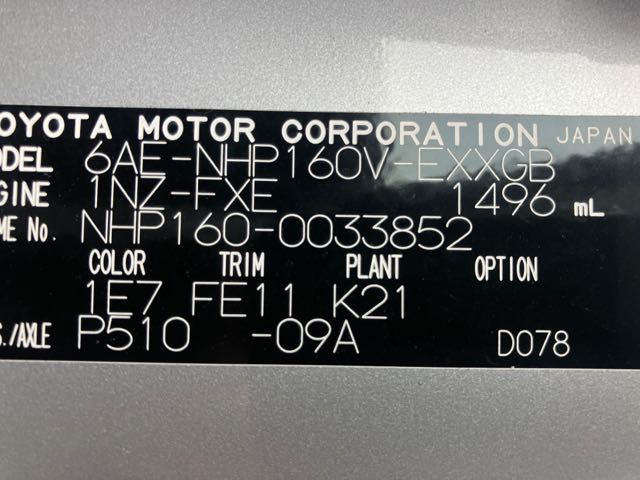 OYOTA MOTOR CORPORATION JAPAN
ODEL 6AE-NHP160V-EXXGB
GINE 1NZ-FXE 1496 mL
ME No. NHP160-0033852
COLOR TRIM PLANT OPTION
1E7 FE11 K21
S./AXLE P510 -09A D078